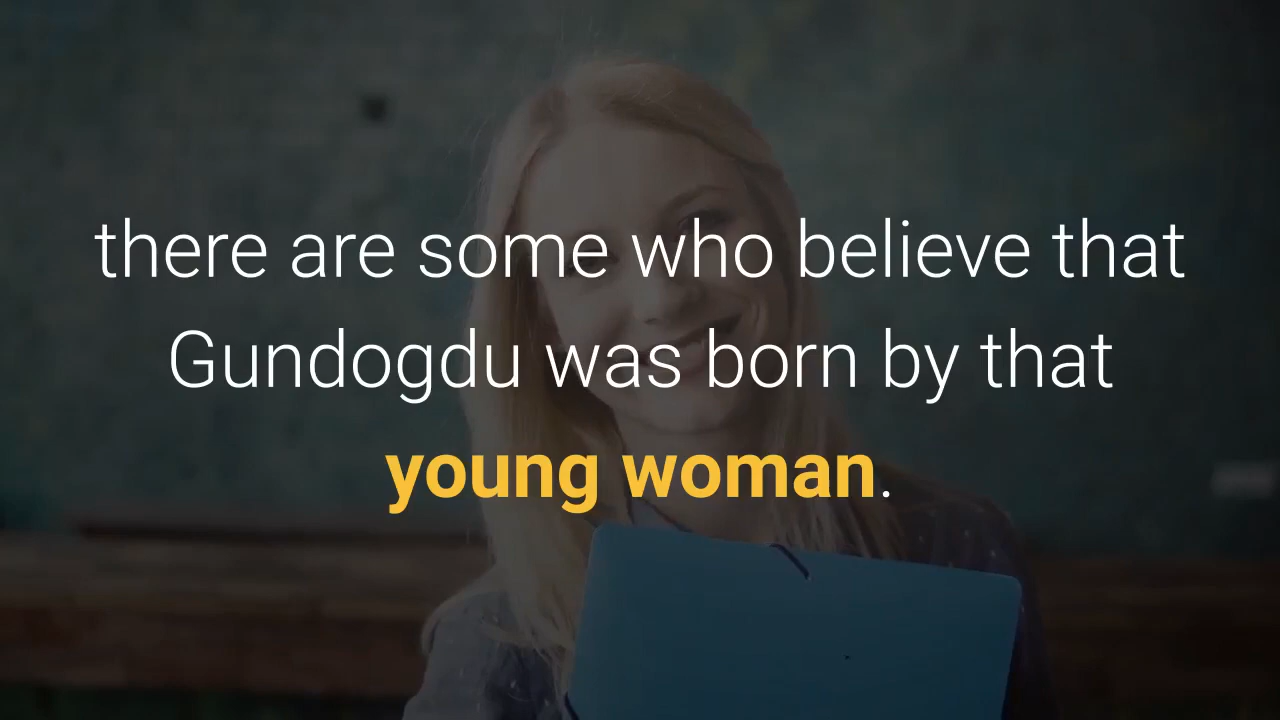 there are some who believe that
Gundogdu was born by that
young woman.